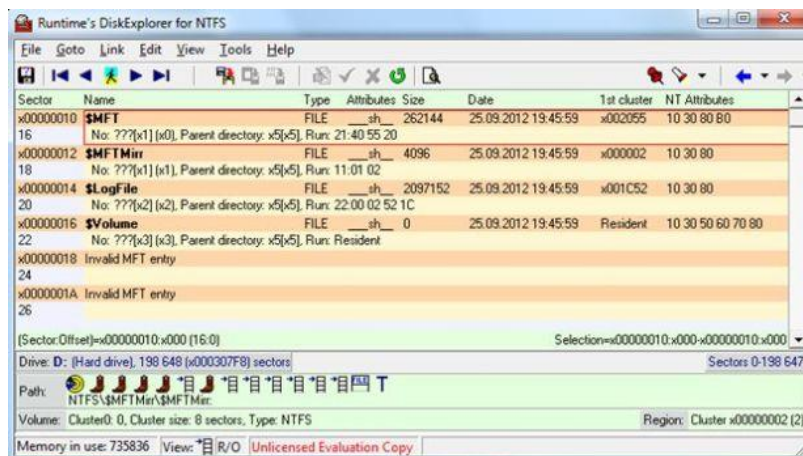 Runtime's DiskExplorer for NTFS
File Goto Link Edit View Tools Help
Sector Name Type Attributes Size Date 1st cluster NT Attributes
x00000010 $MFT FILE ___sh__ 262144 25.09.2012 19:45:59 x002055 10 30 80 B0
16 No: ???[x1] (x0), Parent directory: x5[x5], Run: 21:40 55 20
x00000012 $MFTMirr FILE ___sh__ 4096 25.09.2012 19:45:59 x000002 10 30 80
18 No: ???[x1] (x1), Parent directory: x5[x5], Run: 11:01 02
x00000014 $LogFile FILE ___sh__ 2097152 25.09.2012 19:45:59 x001C52 10 30 80
20 No: ???[x2] (x2), Parent directory: x5[x5], Run: 22:00 02 52 1C
x00000016 $Volume FILE ___sh__ 0 25.09.2012 19:45:59 Resident 10 30 50 60 70 80
22 No: ???[x3] (x3), Parent directory: x5[x5], Run: Resident
x00000018 Invalid MFT entry
24
x0000001A Invalid MFT entry
26
(Sector:Offset)=x00000010:x000 (16:0) Selection=x00000010:x000-x00000010:x000
Drive: D: (Hard drive), 198 648 (x000307F8) sectors Sectors 0-198 647
Path: NTFS\$MFTMirr\$MFTMirr:
Volume: Cluster0: 0, Cluster size: 8 sectors, Type: NTFS Region: Cluster x00000002 (2)
Memory in use: 735836 View: R/O Unlicensed Evaluation Copy